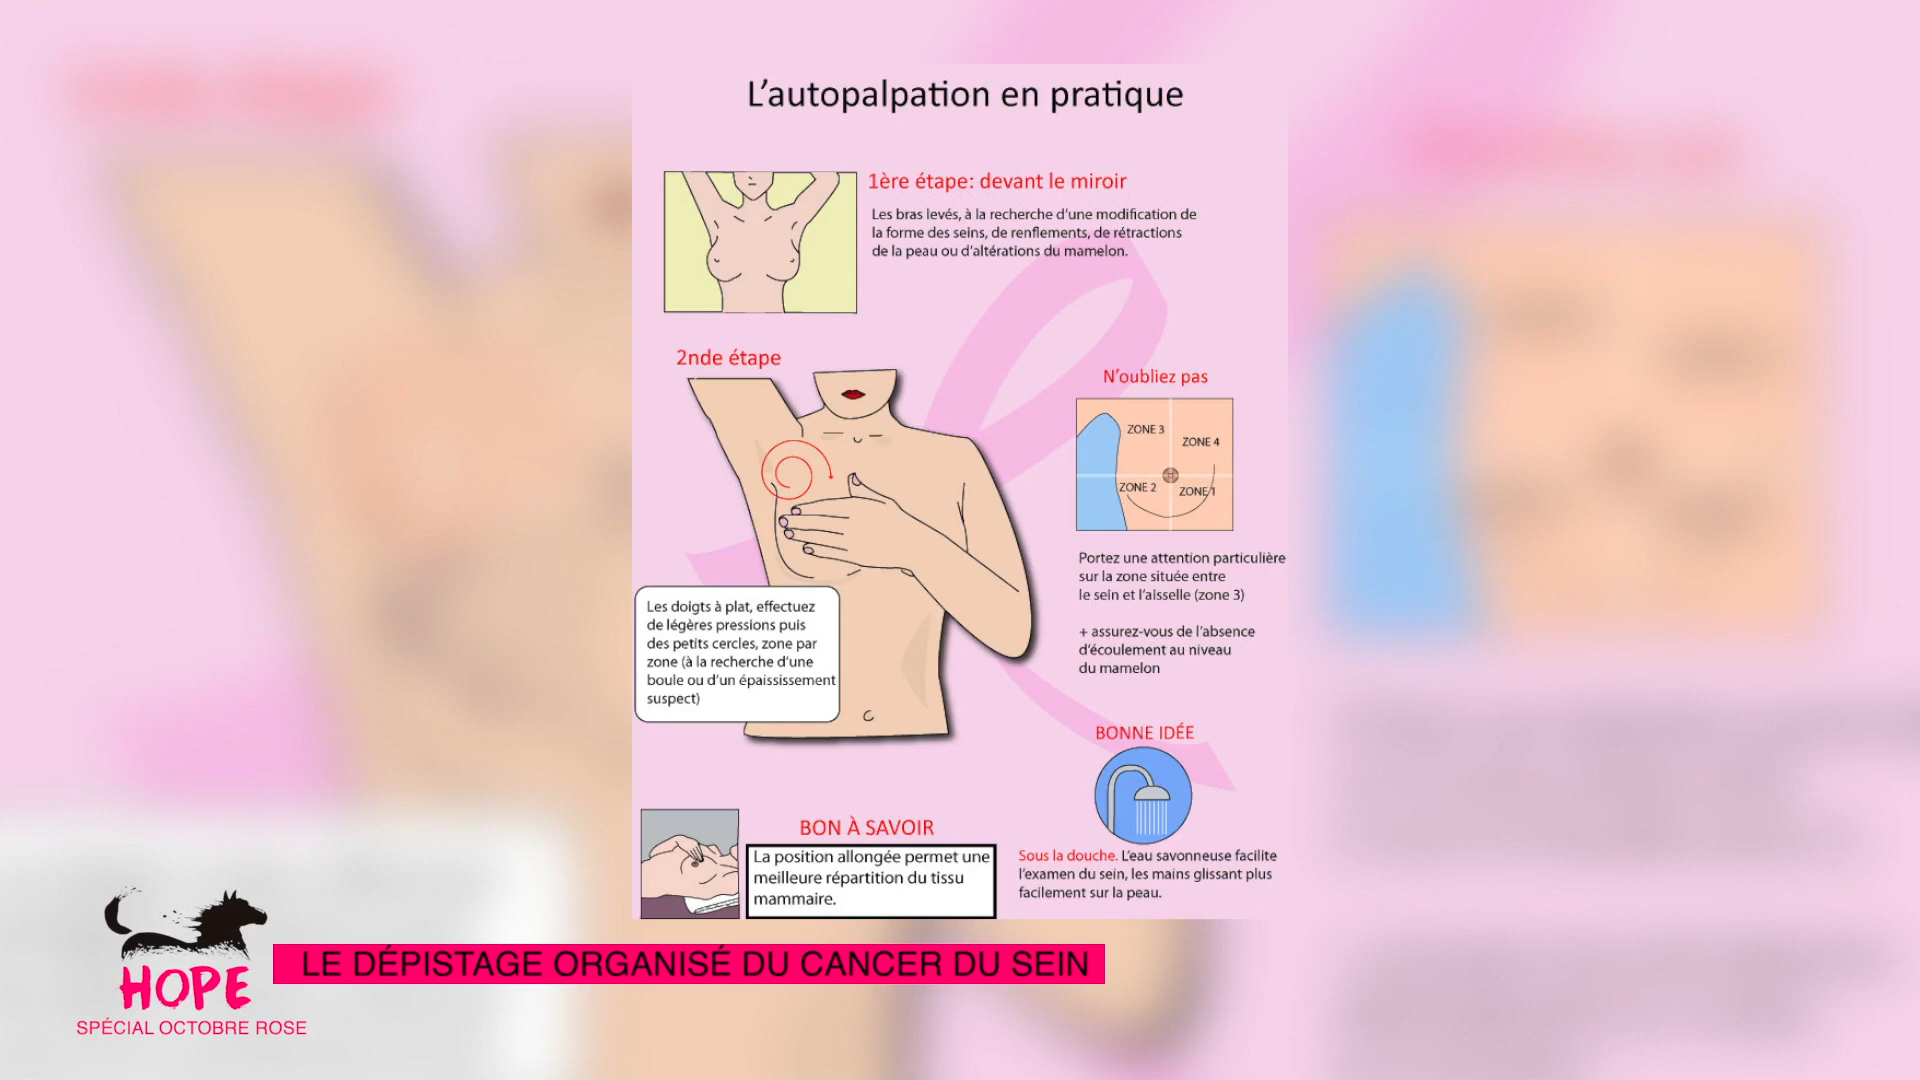 L'autopalpation en pratique
1ère étape: devant le miroir
Les bras levés, à la recherche d'une modification de
la forme des seins, de renflements, de rétractions
de la peau ou d'altérations du mamelon.
2nde étape
Les doigts à plat, effectuez
de légères pressions puis
des petits cercles, zone par
zone (à la recherche d'une
boule ou d'un épaississement
suspect)
N'oubliez pas
ZONE 3
ZONE 4
ZONE 2
ZONE 1
Portez une attention particulière
sur la zone située entre
le sein et l'aisselle (zone 3)
+ assurez-vous de l'absence
d'écoulement au niveau
du mamelon
BONNE IDÉE
Sous la douche. L'eau savonneuse facilite
l'examen du sein, les mains glissant plus
facilement sur la peau.
BON À SAVOIR
La position allongée permet une
meilleure répartition du tissu
mammaire.
LE DÉPISTAGE ORGANISÉ DU CANCER DU SEIN
HOPE
SPÉCIAL OCTOBRE ROSE